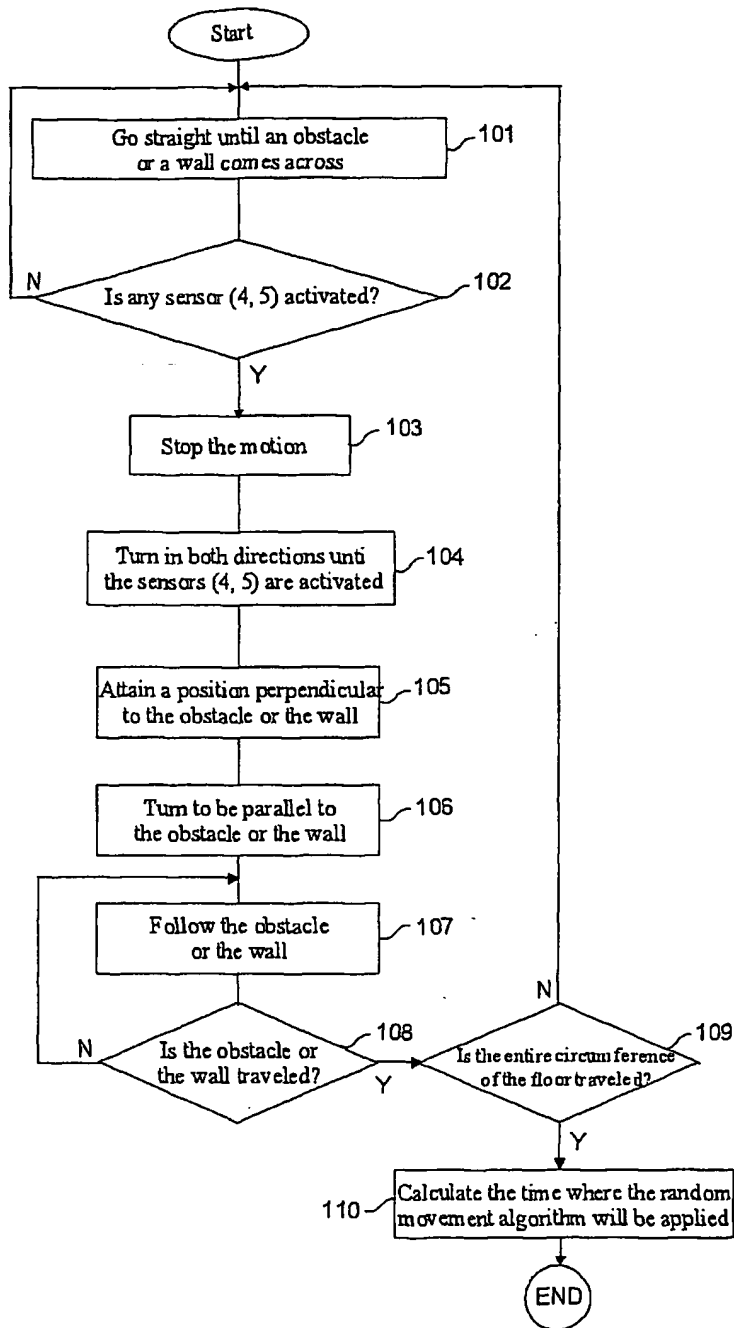 Start
Go straight until an obstacle
or a wall comes across
101
Is any sensor (4, 5) activated?
102
N
Y
Stop the motion
103
Turn in both directions unti
the sensors (4, 5) are activated
104
Attain a position perpendicular
to the obstacle or the wall
105
Turn to be parallel to
the obstacle or the wall
106
Follow the obstacle
or the wall
107
Is the obstacle or
the wall traveled?
108
N
Y
Is the entire circumference
of the floor traveled?
109
N
Y
Calculate the time where the random
movement algorithm will be applied
110
END